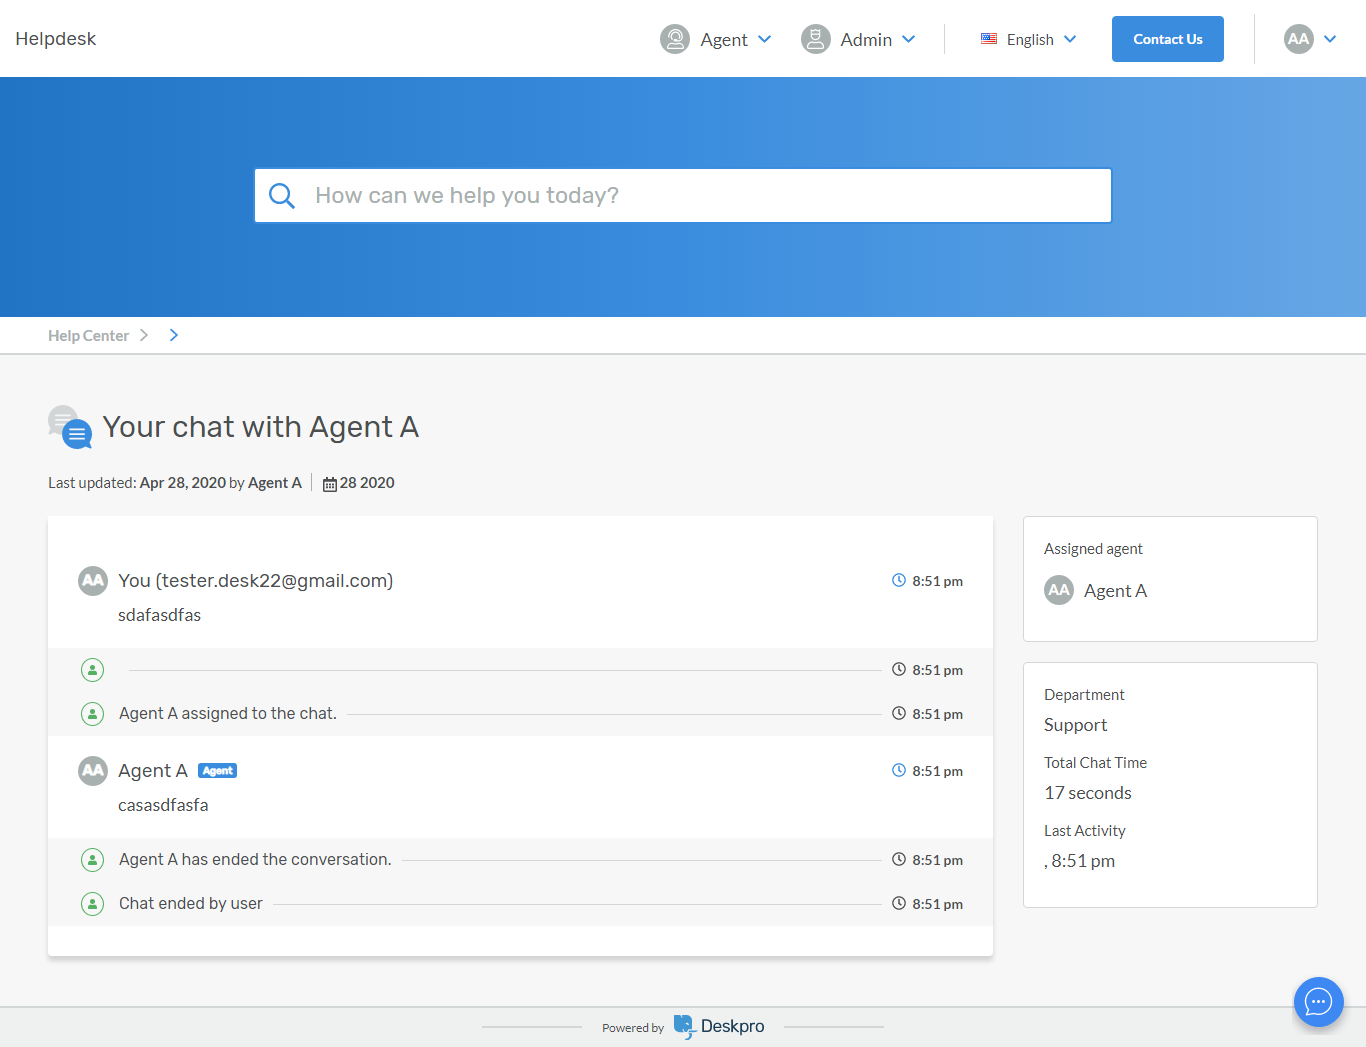 Helpdesk
Agent
Admin
English
Contact Us
AA
How can we help you today?
Help Center
Your chat with Agent A
Last updated: Apr 28, 2020 by Agent A 28 2020
AA You (tester.desk22@gmail.com) 8:51 pm
sdafasdfas
8:51 pm
Agent A assigned to the chat. 8:51 pm
AA Agent A Agent 8:51 pm
casasdfasfa
Agent A has ended the conversation. 8:51 pm
Chat ended by user 8:51 pm
Assigned agent
AA Agent A
Department
Support
Total Chat Time
17 seconds
Last Activity
, 8:51 pm
Powered by Deskpro